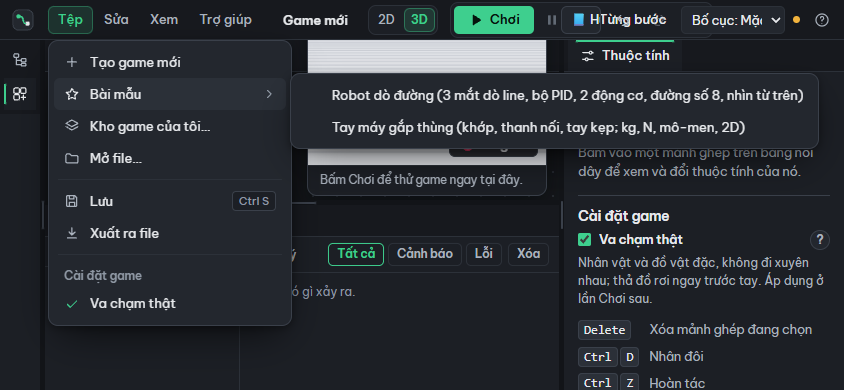 Tệp Sửa Xem Trợ giúp Game mới 2D 3D Chơi Từng bước Bố cục: Mặc
Thuộc tính
Tạo game mới
Bài mẫu
Robot dò đường (3 mắt dò line, bộ PID, 2 động cơ, đường số 8, nhìn từ trên)
Tay máy gắp thùng (khớp, thanh nối, tay kẹp; kg, N, mô-men, 2D)
Kho game của tôi...
Mở file...
Lưu Ctrl S
Xuất ra file
Cài đặt game
Va chạm thật
Bấm Chơi để thử game ngay tại đây.
Tất cả Cảnh báo Lỗi Xóa
gì xảy ra.
Bấm vào một mảnh ghép trên bảng nối
dây để xem và đổi thuộc tính của nó.
Cài đặt game
Va chạm thật ?
Nhân vật và đồ vật đặc, không đi xuyên
nhau; thả đồ rơi ngay trước tay. Áp dụng ở
lần Chơi sau.
Delete Xóa mảnh ghép đang chọn
Ctrl D Nhân đôi
Ctrl Z Hoàn tác